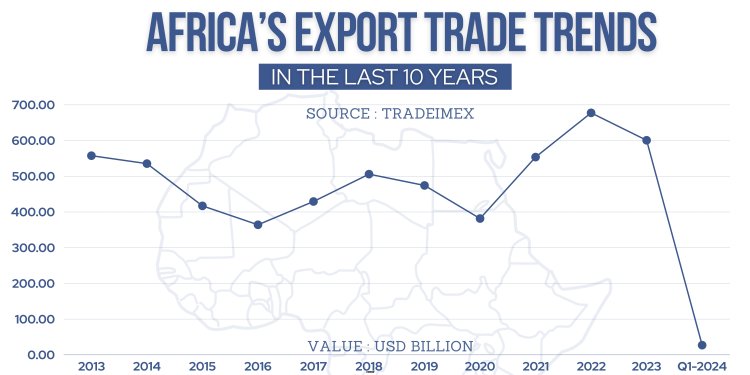 AFRICA'S EXPORT TRADE TRENDS
IN THE LAST 10 YEARS
SOURCE : TRADEIMEX
700.00
600.00
500.00
400.00
300.00
200.00
100.00
0.00
VALUE : USD BILLION
2013 2014 2015 2016 2017 2018 2019 2020 2021 2022 2023 Q1-2024